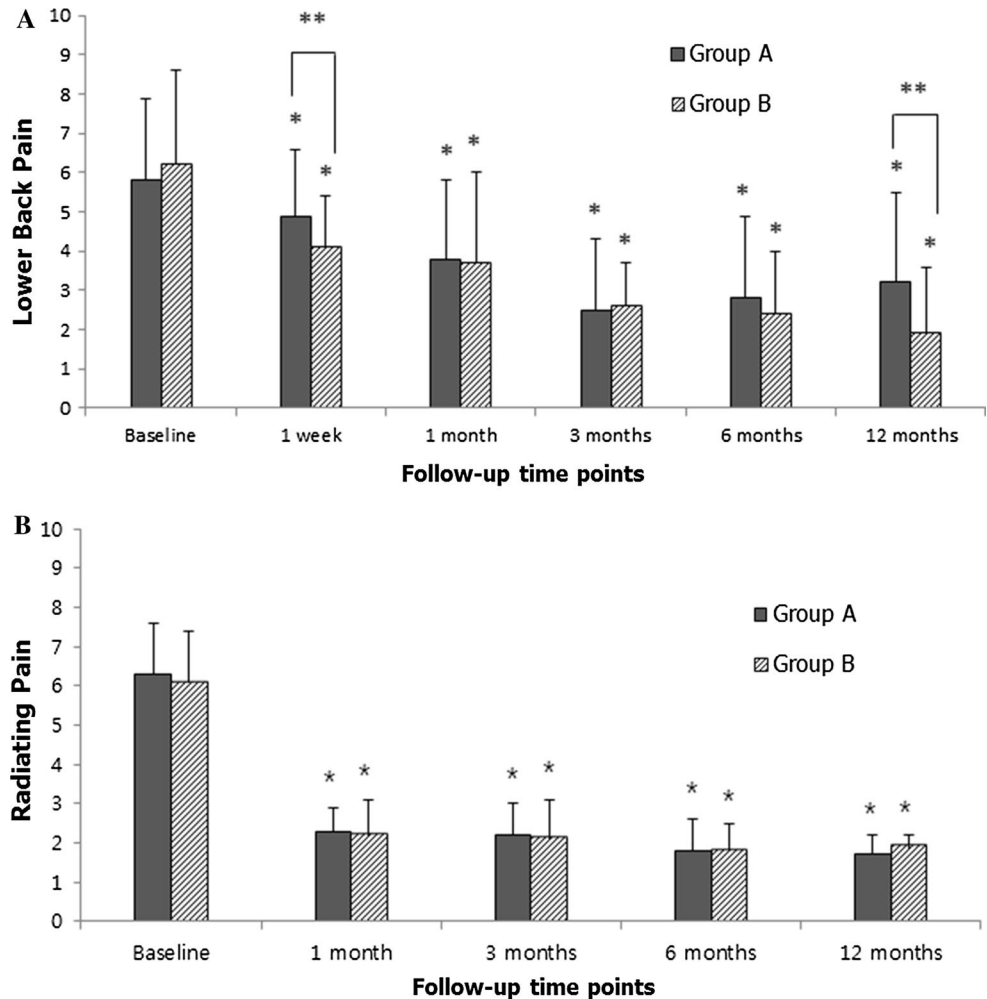 A
Lower Back Pain
10
9
8
7
6
5
4
3
2
1
0
**
* *
* *
* *
* *
**
* *
Group A
Group B
Baseline 1 week 1 month 3 months 6 months 12 months
Follow-up time points
B
Radiating Pain
10
9
8
7
6
5
4
3
2
1
0
* *
* *
* *
* *
Group A
Group B
Baseline 1 month 3 months 6 months 12 months
Follow-up time points